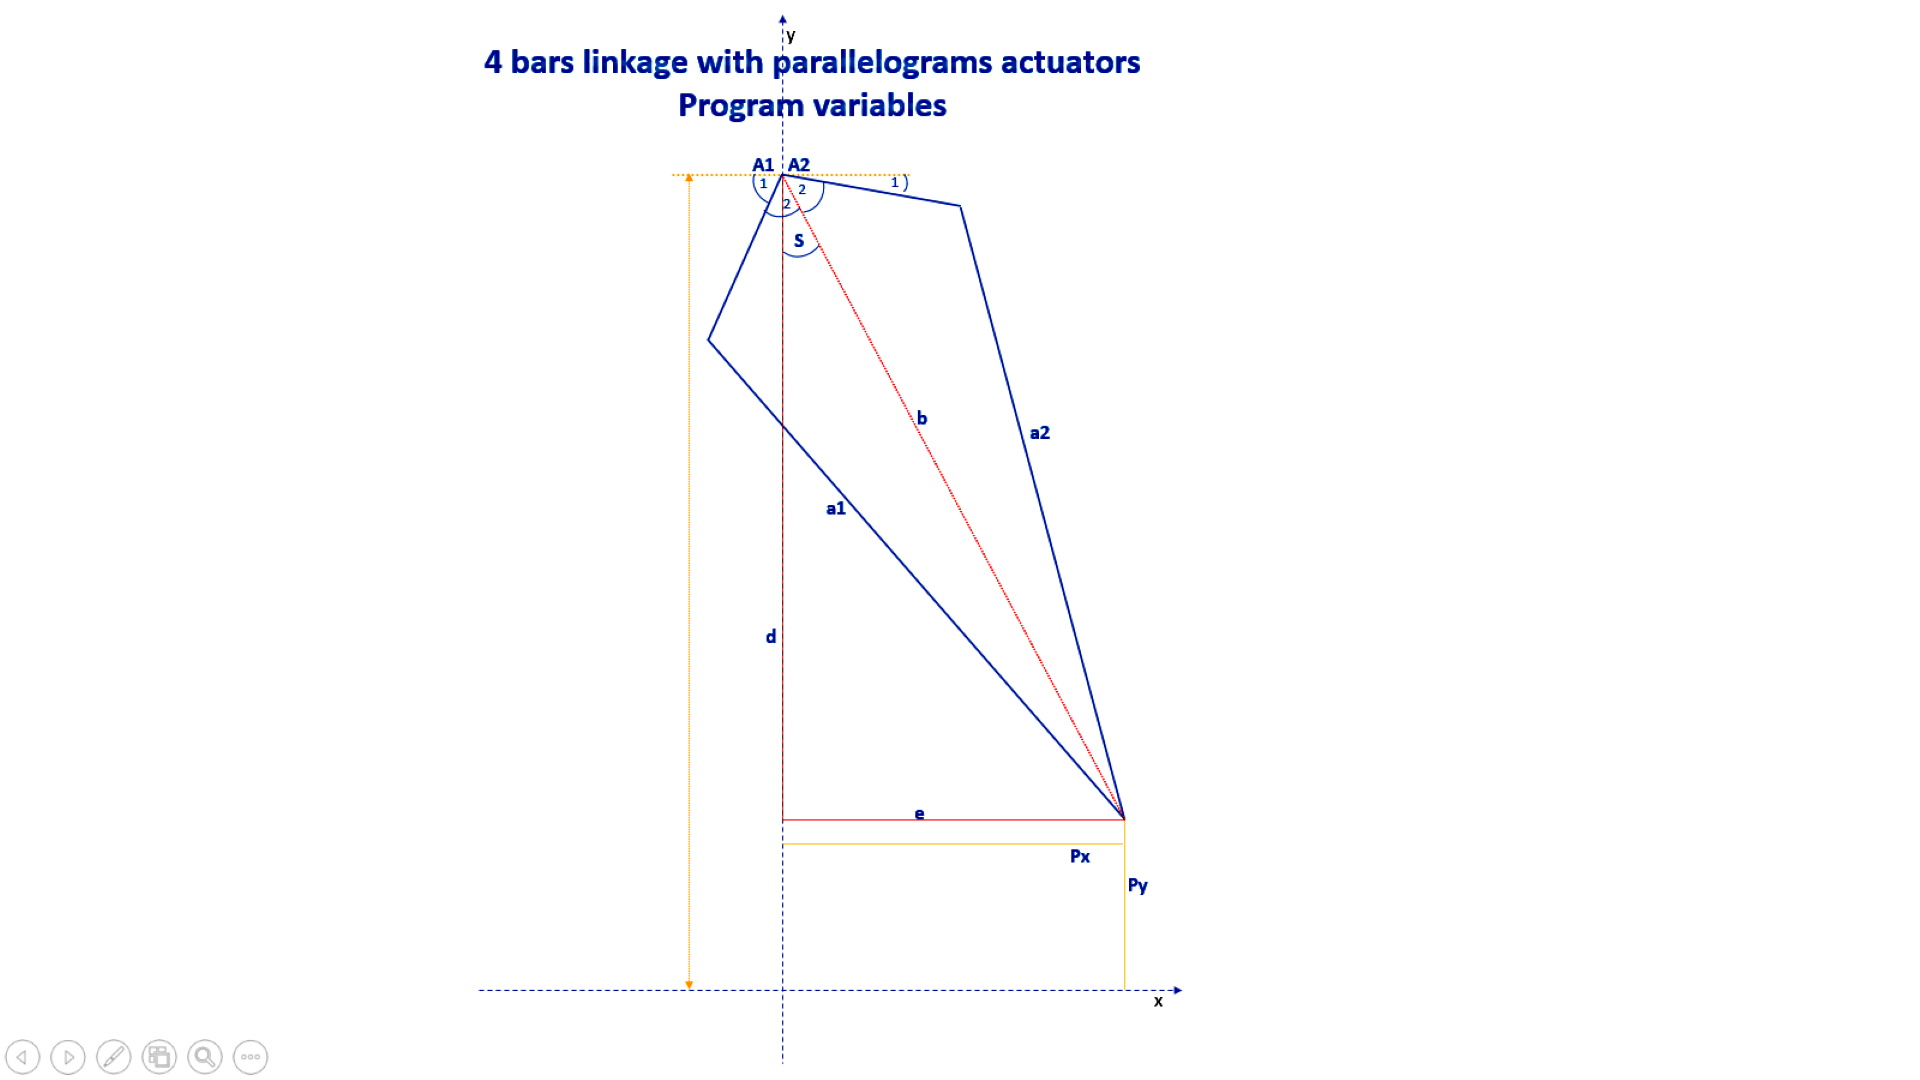 y
4 bars linkage with parallelograms actuators
Program variables
A1 A2
1 2 1
2
S
b
a2
a1
d
e
Px
Py
x